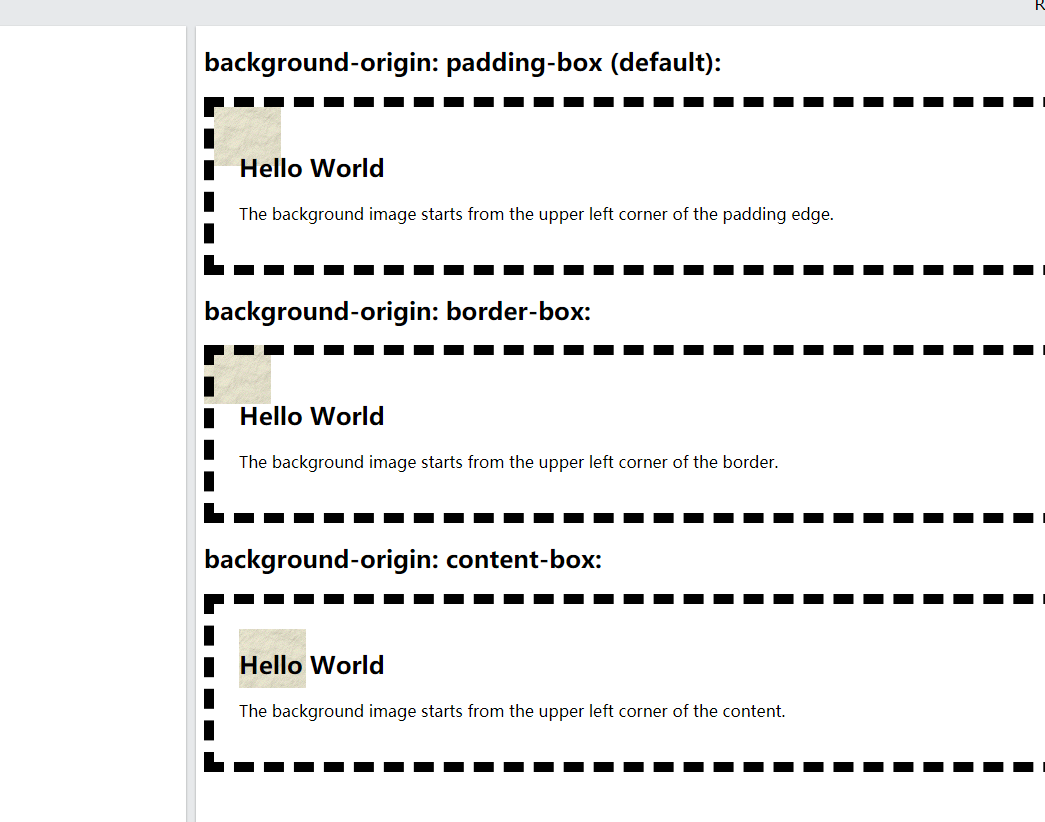 R
background-origin: padding-box (default):
Hello World
The background image starts from the upper left corner of the padding edge.
background-origin: border-box:
Hello World
The background image starts from the upper left corner of the border.
background-origin: content-box:
Hello World
The background image starts from the upper left corner of the content.